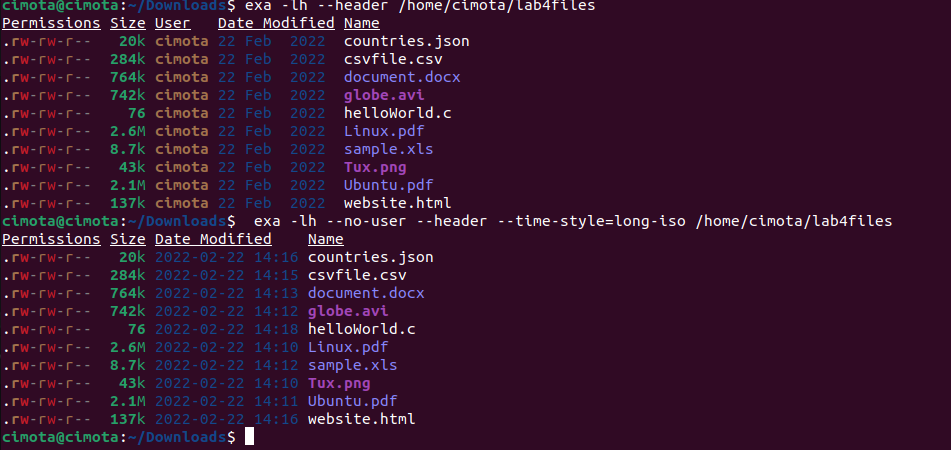 cimota@cimota:~/Downloads$ exa -lh --header /home/cimota/lab4files
Permissions Size User   Date Modified Name
.rw-rw-r--   20k cimota 22 Feb  2022  countries.json
.rw-rw-r--  284k cimota 22 Feb  2022  csvfile.csv
.rw-rw-r--  764k cimota 22 Feb  2022  document.docx
.rw-rw-r--  742k cimota 22 Feb  2022  globe.avi
.rw-rw-r--    76 cimota 22 Feb  2022  helloWorld.c
.rw-rw-r--  2.6M cimota 22 Feb  2022  Linux.pdf
.rw-rw-r--  8.7k cimota 22 Feb  2022  sample.xls
.rw-rw-r--   43k cimota 22 Feb  2022  Tux.png
.rw-rw-r--  2.1M cimota 22 Feb  2022  Ubuntu.pdf
.rw-rw-r--  137k cimota 22 Feb  2022  website.html
cimota@cimota:~/Downloads$  exa -lh --no-user --header --time-style=long-iso /home/cimota/lab4files
Permissions Size Date Modified    Name
.rw-rw-r--   20k 2022-02-22 14:16 countries.json
.rw-rw-r--  284k 2022-02-22 14:15 csvfile.csv
.rw-rw-r--  764k 2022-02-22 14:13 document.docx
.rw-rw-r--  742k 2022-02-22 14:12 globe.avi
.rw-rw-r--    76 2022-02-22 14:18 helloWorld.c
.rw-rw-r--  2.6M 2022-02-22 14:10 Linux.pdf
.rw-rw-r--  8.7k 2022-02-22 14:12 sample.xls
.rw-rw-r--   43k 2022-02-22 14:10 Tux.png
.rw-rw-r--  2.1M 2022-02-22 14:11 Ubuntu.pdf
.rw-rw-r--  137k 2022-02-22 14:16 website.html
cimota@cimota:~/Downloads$